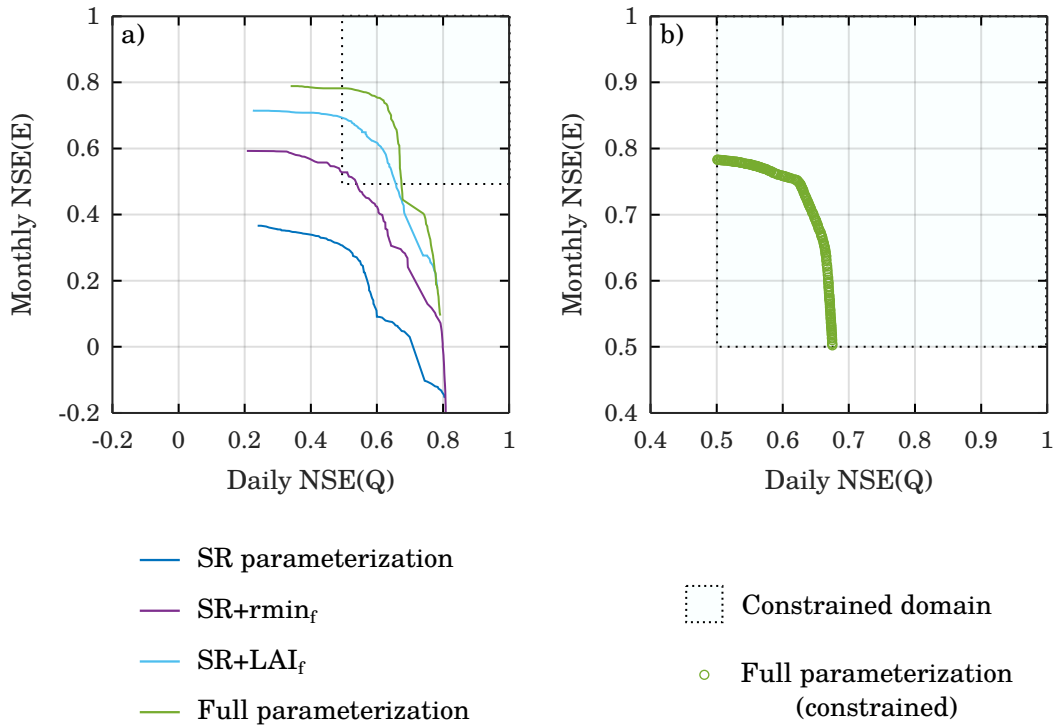 a)
1
0.8
0.6
0.4
0.2
0
-0.2
Monthly NSE(E)
-0.2 0 0.2 0.4 0.6 0.8 1
Daily NSE(Q)
b)
1
0.9
0.8
0.7
0.6
0.5
0.4
Monthly NSE(E)
0.4 0.5 0.6 0.7 0.8 0.9 1
Daily NSE(Q)
SR parameterization
SR+rmin_f
SR+LAI_f
Full parameterization
Constrained domain
Full parameterization
(constrained)